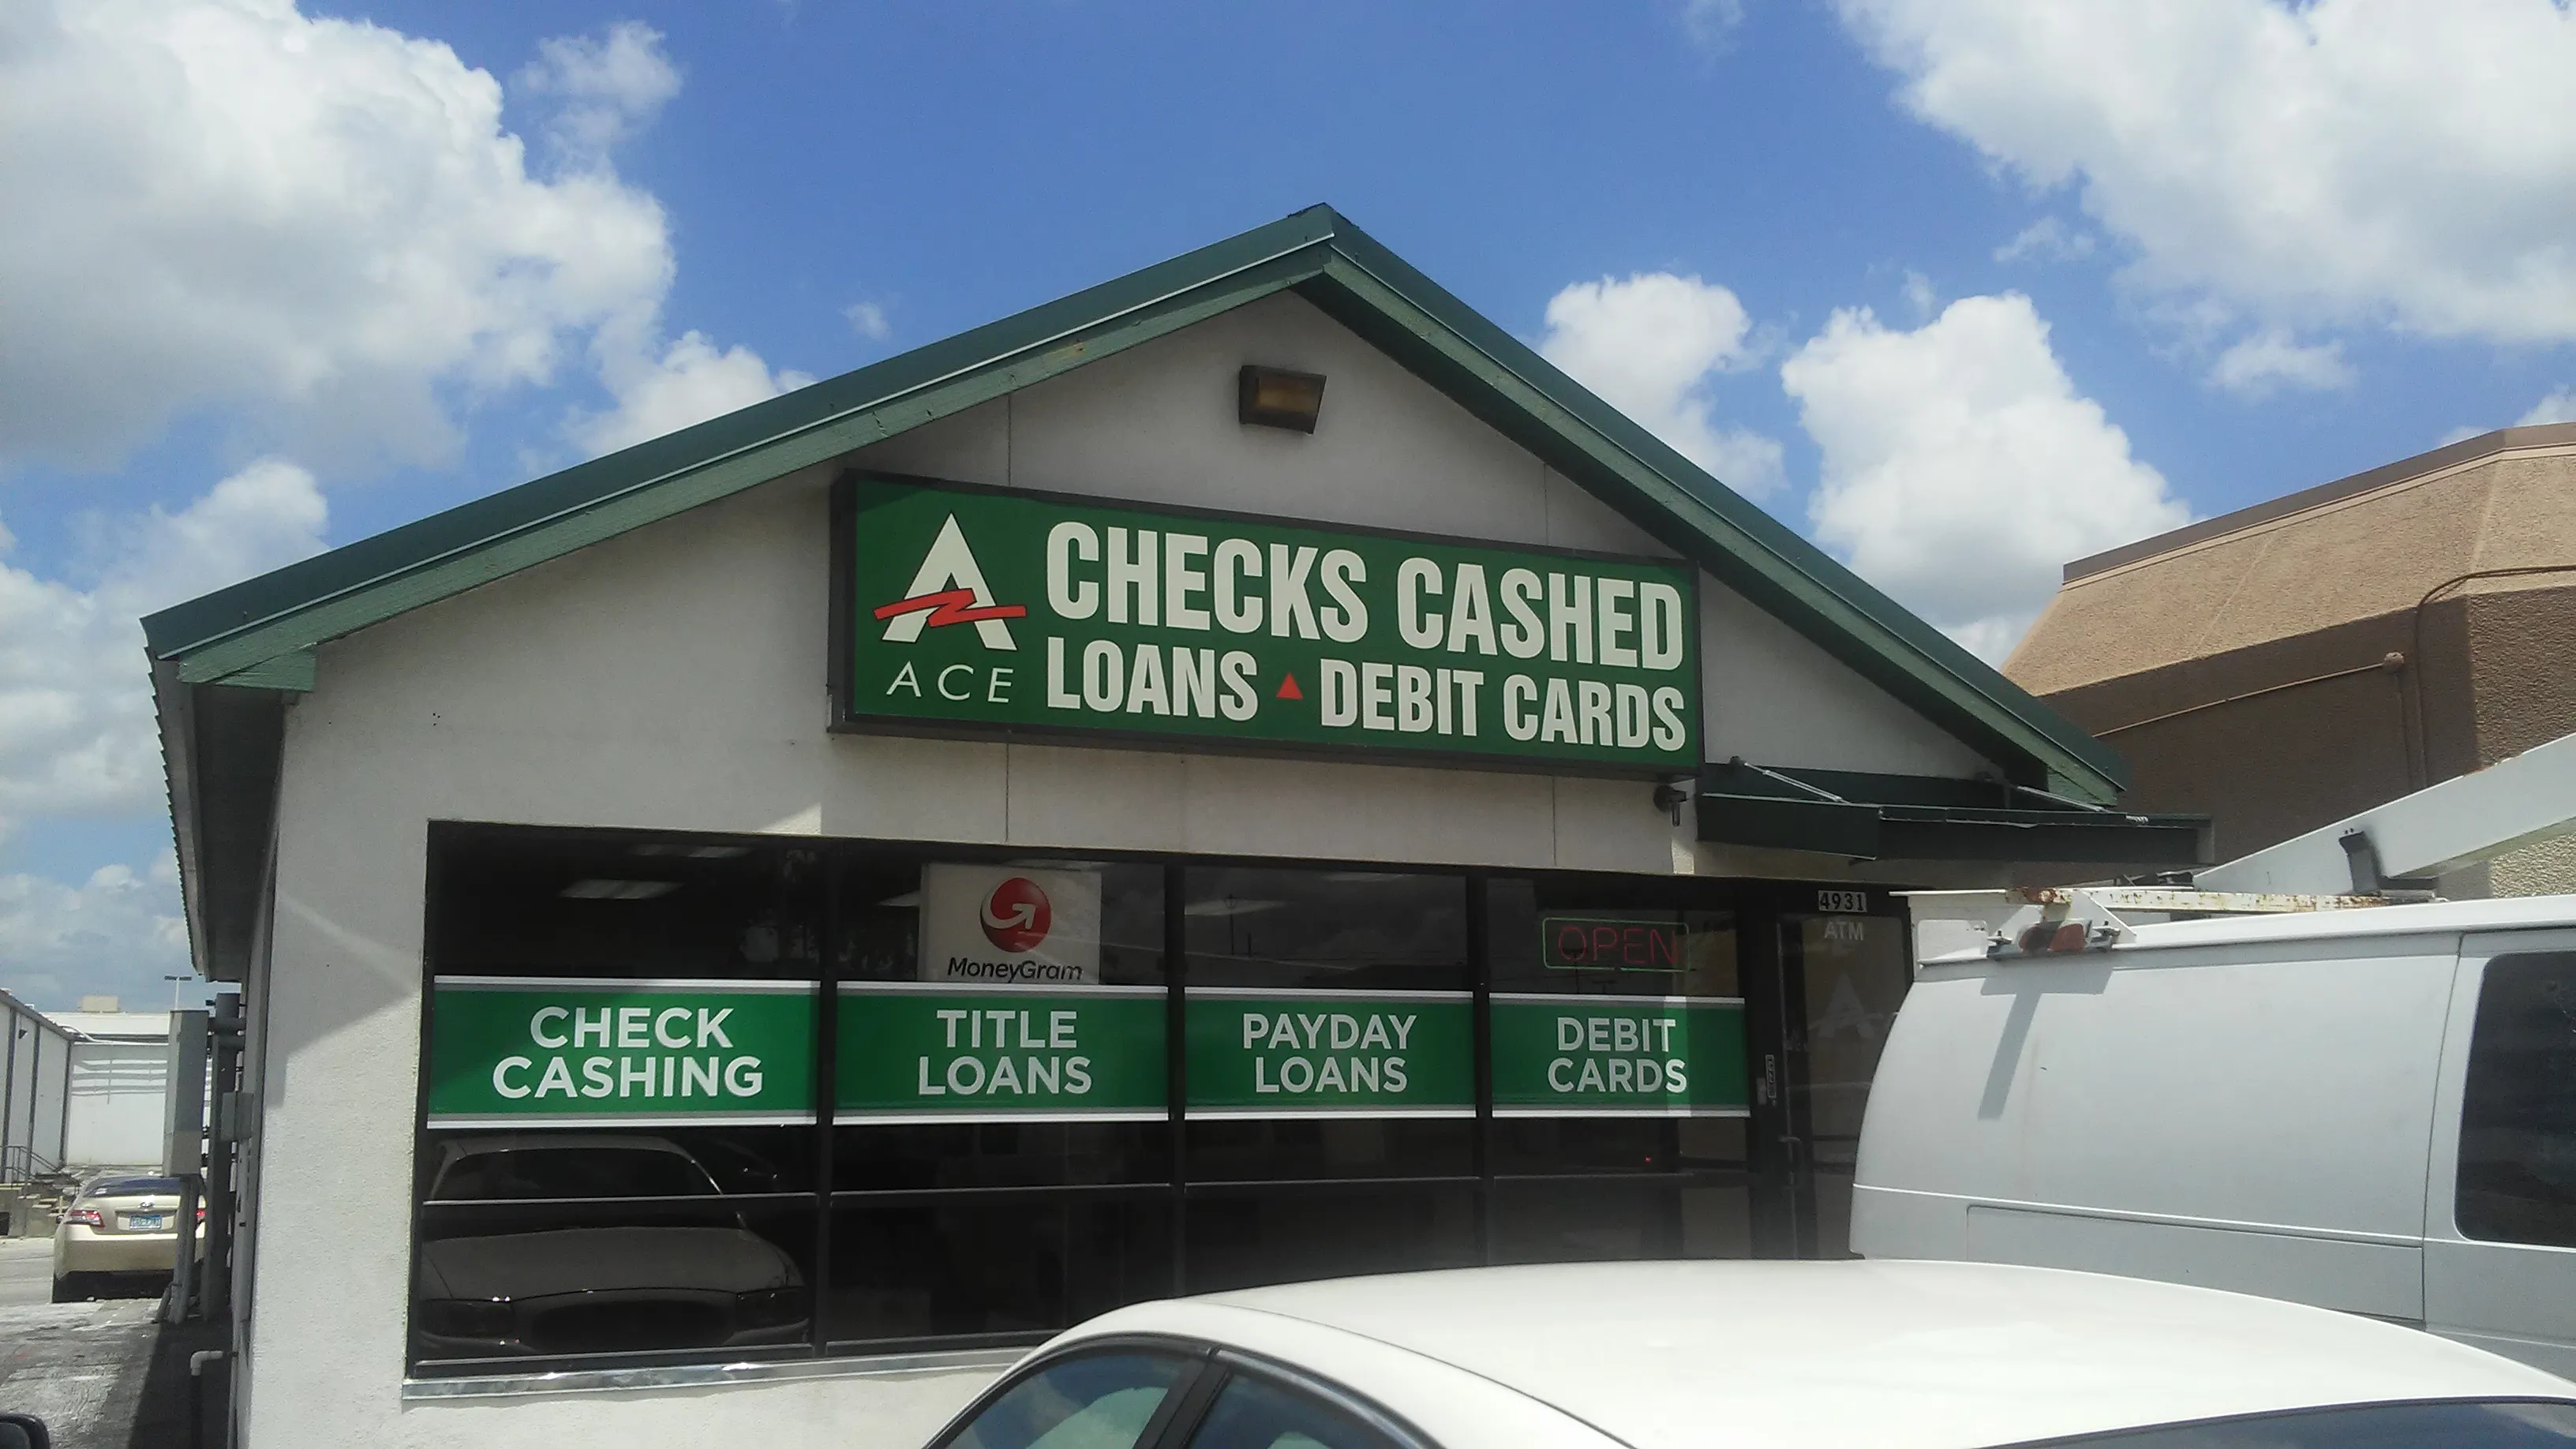 CHECKS CASHED
ACE LOANS DEBIT CARDS
MoneyGram
OPEN
4931
ATM
CHECK
CASHING
TITLE
LOANS
PAYDAY
LOANS
DEBIT
CARDS